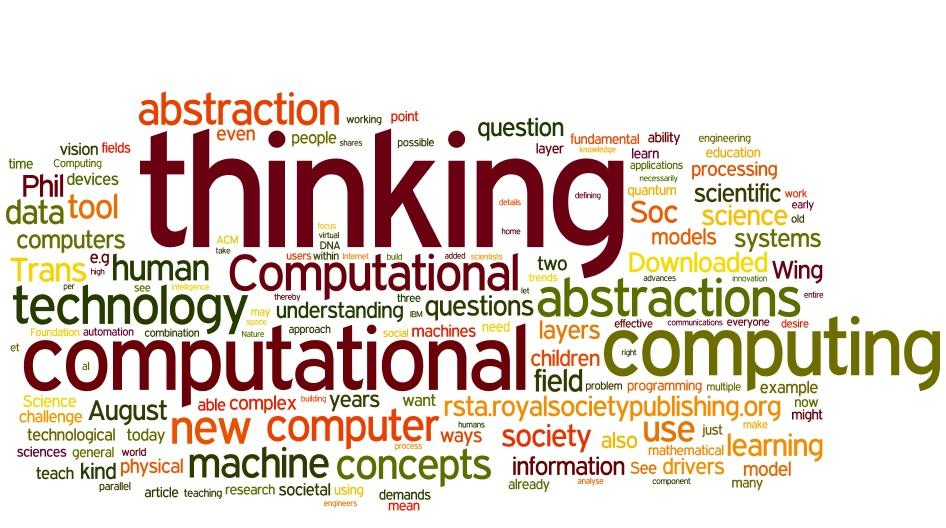 abstraction working point
even people shares possible question fundamental ability engineering
vision fields thinking layer knowledge learn education
time Computing applications processing
Phil devices necessarily quantum scientific work
data tool details defining Soc science early old
computers ACM take focus virtual DNA home models systems
Trans e.g high human users within Internet build added scientists two trends Downloaded Wing
per see intelligence Computational let advances innovation entire
technology thereby understanding three IBM questions abstractions
may space
Foundation automation combination Nature approach social machines need layers effective communications everyone desire
et al computational children right computing
field problem programming multiple example
Science challenge August able complex building years want rsta.royalsocietypublishing.org now might
technological today new computer humans ways society also use just make
sciences general world process mathematical learning
teach kind physical machine concepts information See drivers model
parallel article teaching research societal using demands already analyse component many
engineers mean